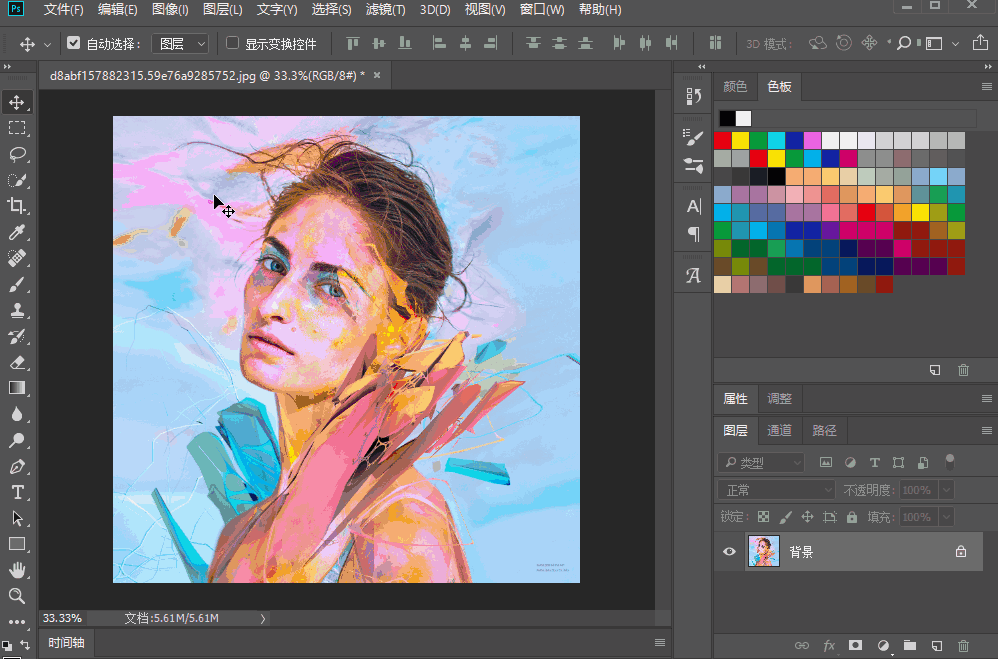 Ps 文件(F) 编辑(E) 图像(I) 图层(L) 文字(Y) 选择(S) 滤镜(T) 3D(D) 视图(V) 窗口(W) 帮助(H)
自动选择： 图层 显示变换控件 3D 模式：
d8abf157882315.59e76a9285752.jpg @ 33.3%(RGB/8#) * ×
颜色 色板
属性 调整
图层 通道 路径
类型
正常 不透明度: 100%
锁定: 填充: 100%
背景
fx
33.33% 文档:5.61M/5.61M
时间轴